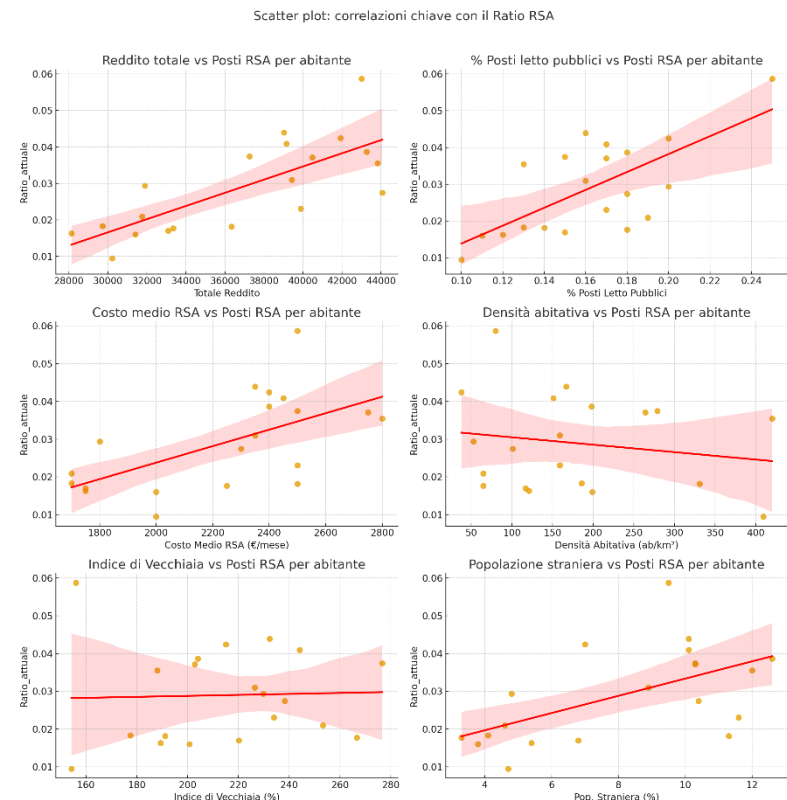 Scatter plot: correlazioni chiave con il Ratio RSA
Reddito totale vs Posti RSA per abitante
Ratio_attuale
0.06
0.05
0.04
0.03
0.02
0.01
28000 30000 32000 34000 36000 38000 40000 42000 44000
Totale Reddito
% Posti letto pubblici vs Posti RSA per abitante
Ratio_attuale
0.06
0.05
0.04
0.03
0.02
0.01
0.10 0.12 0.14 0.16 0.18 0.20 0.22 0.24
% Posti Letto Pubblici
Costo medio RSA vs Posti RSA per abitante
Ratio_attuale
0.06
0.05
0.04
0.03
0.02
0.01
1800 2000 2200 2400 2600 2800
Costo Medio RSA (€/mese)
Densità abitativa vs Posti RSA per abitante
Ratio_attuale
0.06
0.05
0.04
0.03
0.02
0.01
50 100 150 200 250 300 350 400
Densità Abitativa (ab/km²)
Indice di Vecchiaia vs Posti RSA per abitante
Ratio_attuale
0.06
0.05
0.04
0.03
0.02
0.01
160 180 200 220 240 260 280
Indice di Vecchiaia (%)
Popolazione straniera vs Posti RSA per abitante
Ratio_attuale
0.06
0.05
0.04
0.03
0.02
0.01
4 6 8 10 12
Pop. Straniera (%)